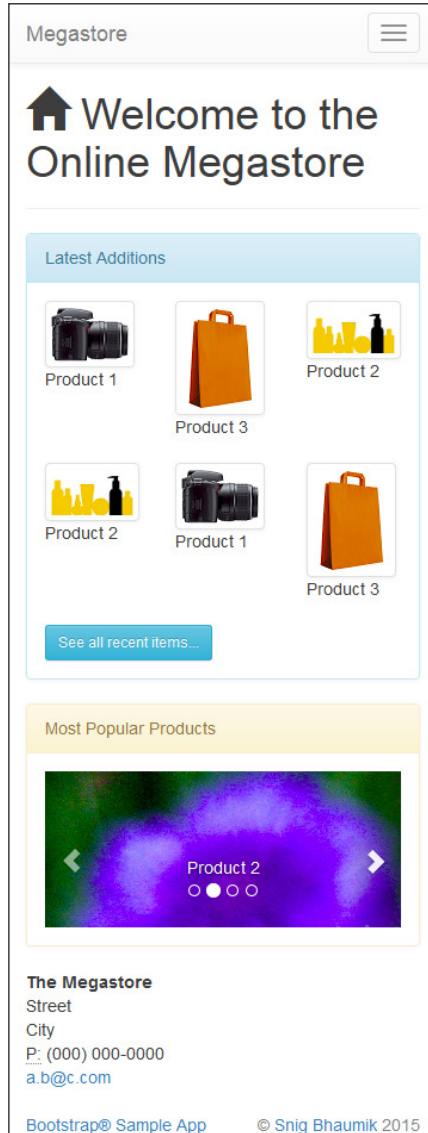 Megastore
Welcome to the
Online Megastore
Latest Additions
Product 1
Product 3
Product 2
Product 2
Product 1
Product 3
See all recent items...
Most Popular Products
Product 2
The Megastore
Street
City
P: (000) 000-0000
a.b@c.com
Bootstrap® Sample App © Snig Bhaumik 2015